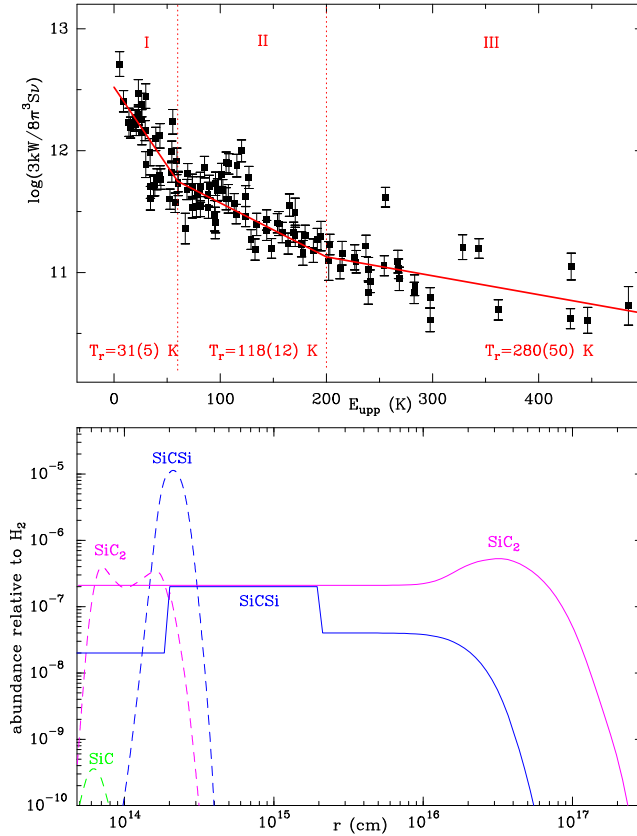 13
12
11
log(3kW/8π³Sν)
I II III
T_r=31(5) K T_r=118(12) K T_r=280(50) K
0 100 200 300 400
E_upp (K)
10⁻⁵
10⁻⁶
10⁻⁷
10⁻⁸
10⁻⁹
10⁻¹⁰
abundance relative to H₂
SiCSi
SiC₂
SiC₂
SiCSi
SiC
10¹⁴ 10¹⁵ 10¹⁶ 10¹⁷
r (cm)